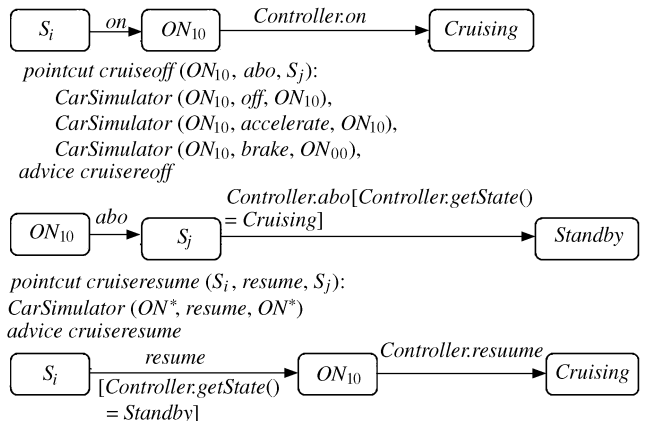 S_i on ON_10 Controller.on Cruising
pointcut cruiseoff (ON_10, abo, S_j):
CarSimulator (ON_10, off, ON_10),
CarSimulator (ON_10, accelerate, ON_10),
CarSimulator (ON_10, brake, ON_00),
advice cruisereoff
Controller.abo[Controller.getState()
= Cruising]
ON_10 abo S_j Standby
pointcut cruiseresume (S_i, resume, S_j):
CarSimulator (ON*, resume, ON*)
advice cruiseresume
S_i resume ON_10 Controller.resuume Cruising
[Controller.getState()
= Standby]